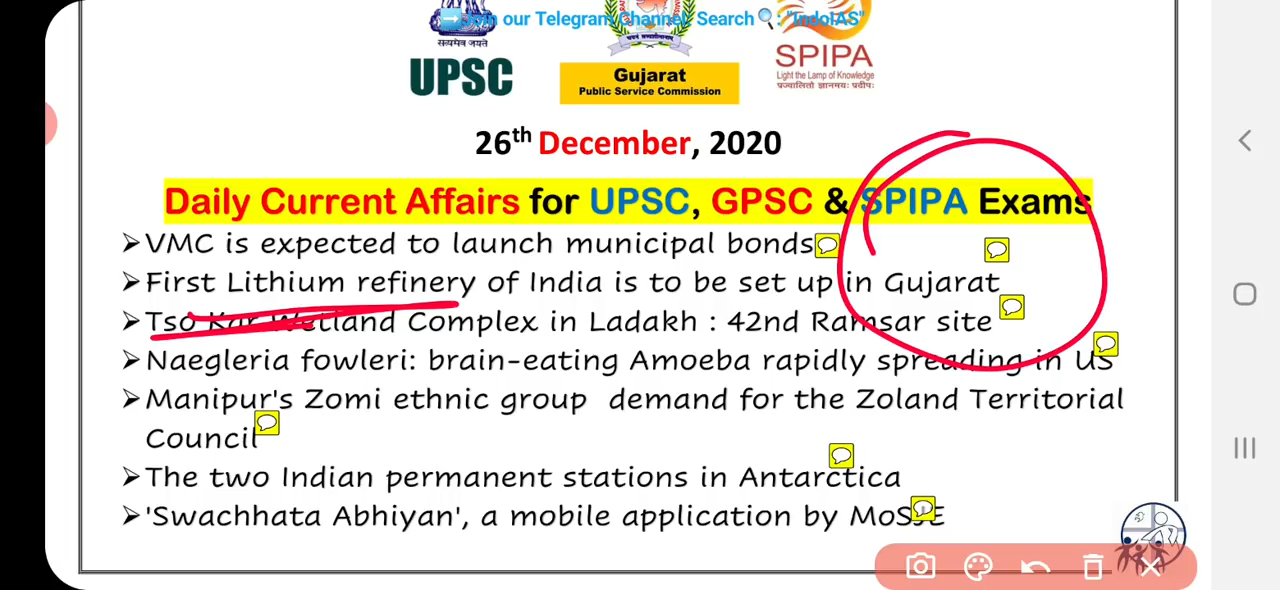 ➡Join our Telegram Channel, Search🔍: "IndoIAS"
सत्यमेव जयते
UPSC
Gujarat
Public Service Commission
SPIPA
Light the Lamp of Knowledge
प्रज्वालितो ज्ञानमयः प्रदीपः
26th December, 2020
Daily Current Affairs for UPSC, GPSC & SPIPA Exams
➤VMC is expected to launch municipal bonds
➤First Lithium refinery of India is to be set up in Gujarat
➤Tso Kar Wetland Complex in Ladakh : 42nd Ramsar site
➤Naegleria fowleri: brain-eating Amoeba rapidly spreading in US
➤Manipur's Zomi ethnic group demand for the Zoland Territorial
Council
➤The two Indian permanent stations in Antarctica
➤'Swachhata Abhiyan', a mobile application by MoSJE